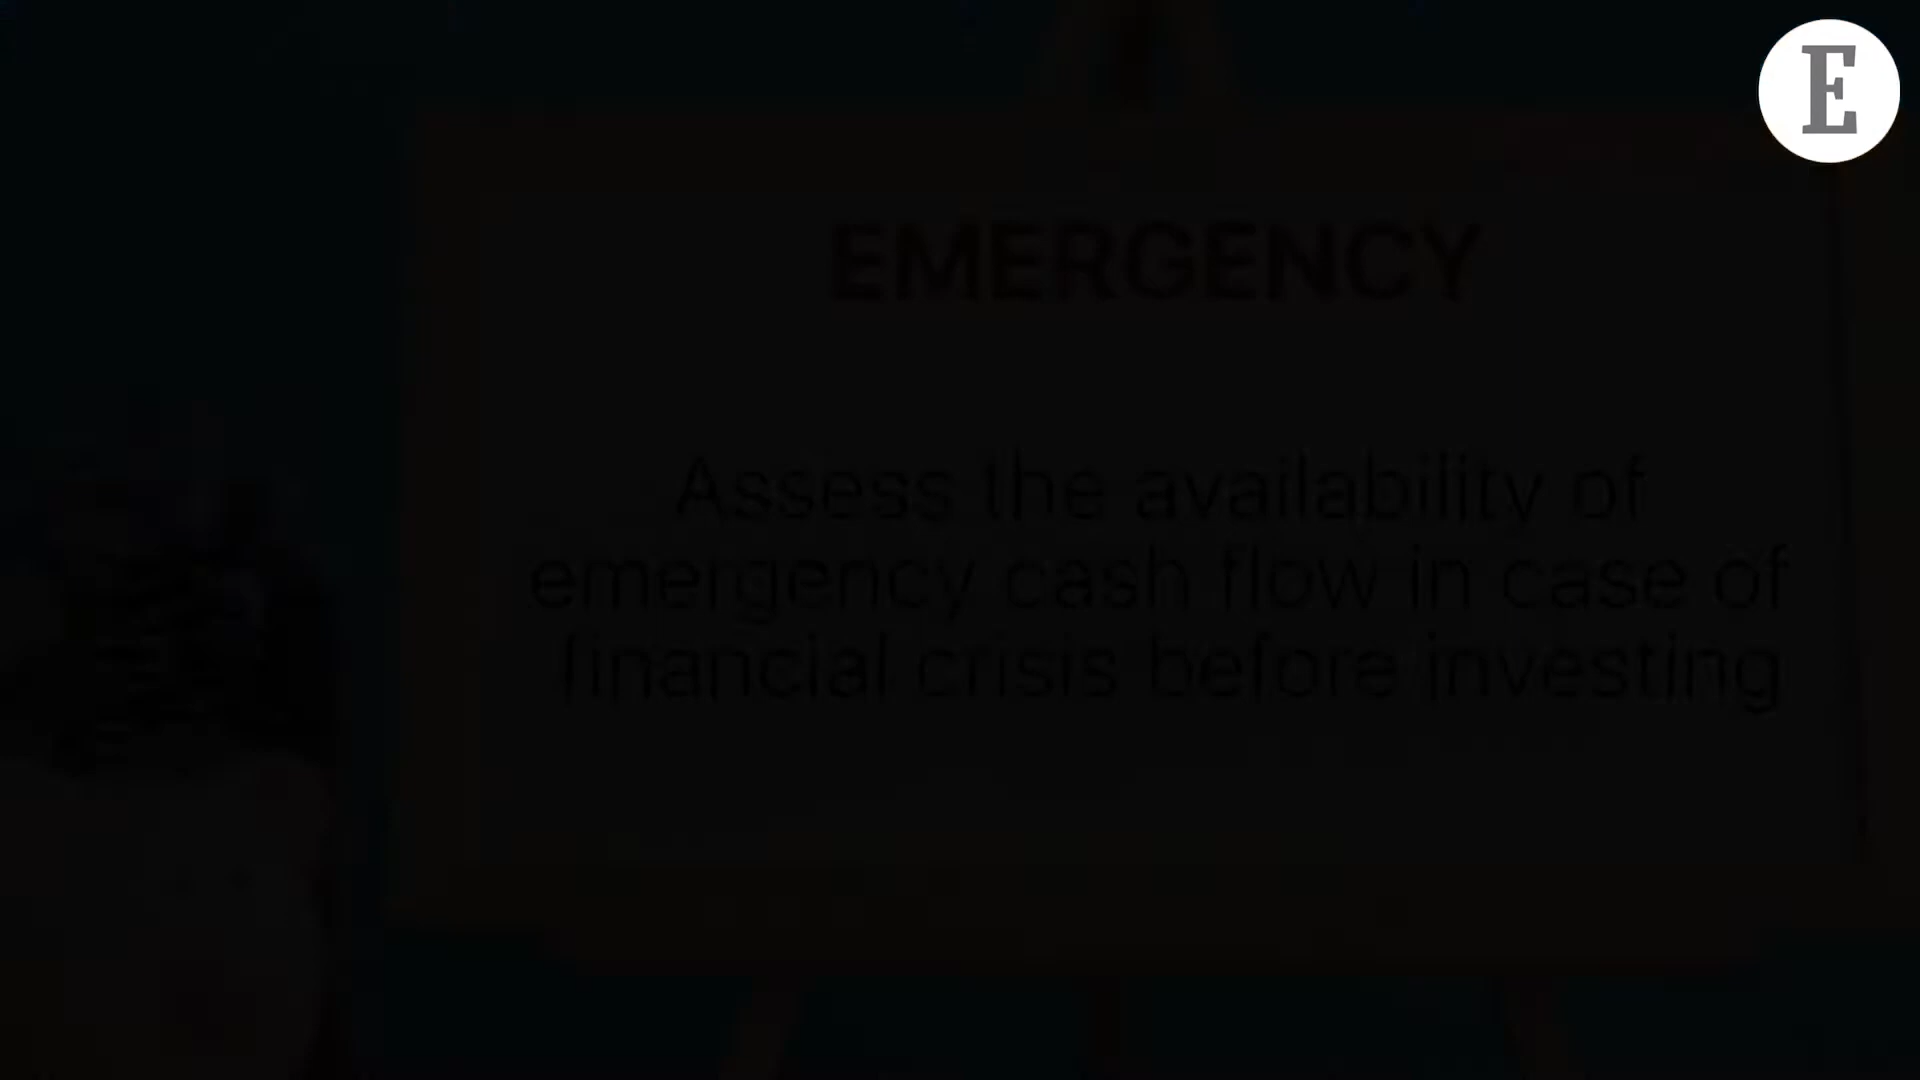 E
EMERGENCY
Assess the availability of
emergency cash flow in case of
financial crisis before investing